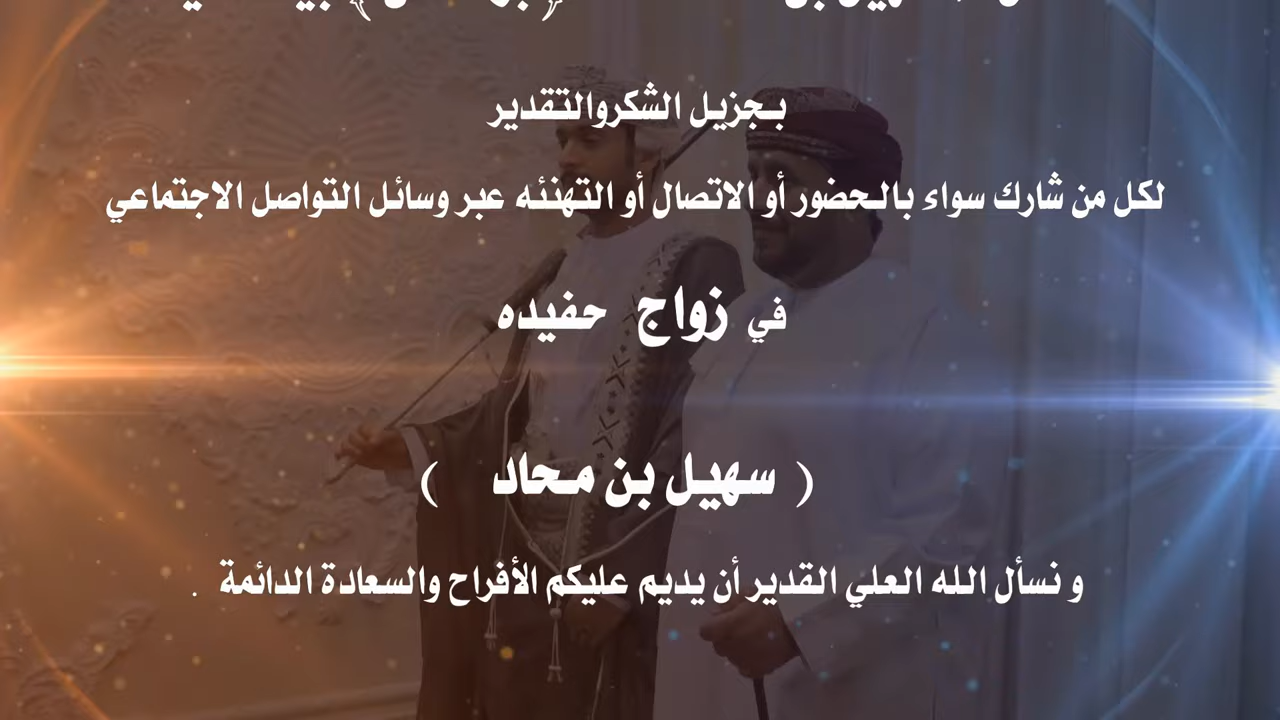 بجزيل الشكروالتقدير
لكل من شارك سواء بالحضور أو الاتصال أو التهنئه عبر وسائل التواصل الاجتماعي
في زواج حفيده
( سهيل بن محاد )
و نسأل الله العلي القدير أن يديم عليكم الأفراح والسعادة الدائمة .